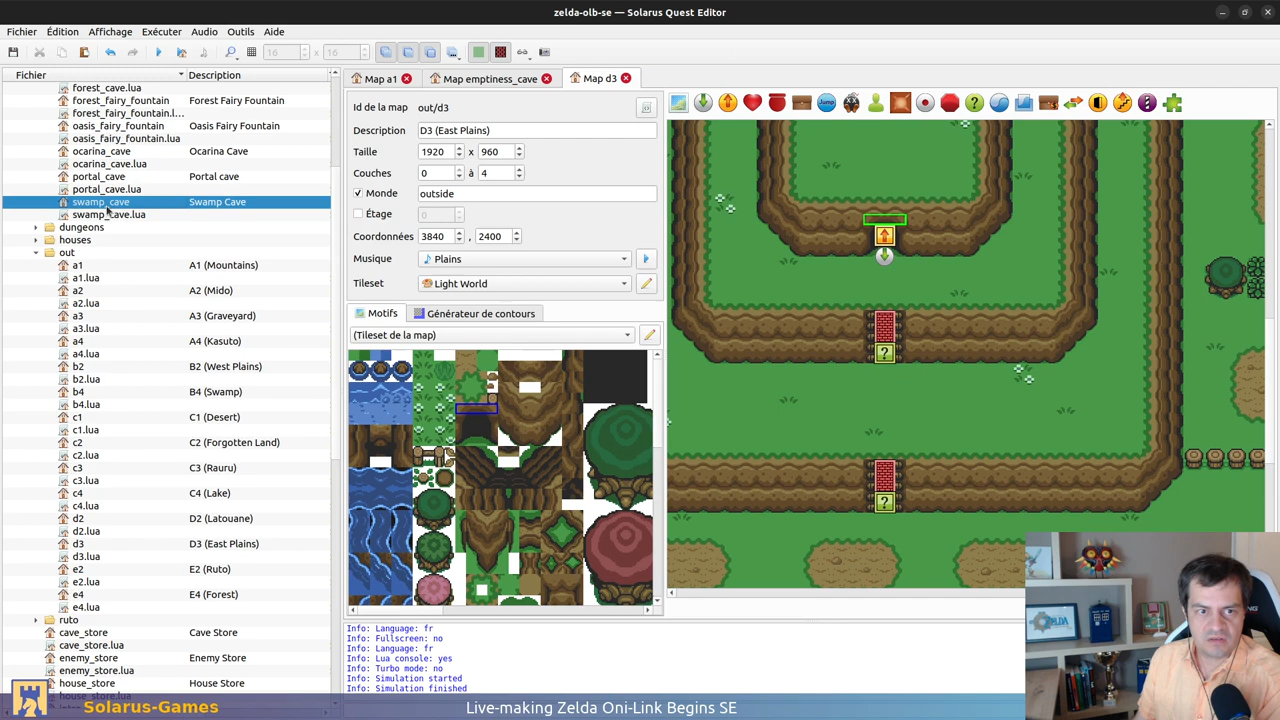 zelda-olb-se — Solarus Quest Editor
Fichier Édition Affichage Exécuter Audio Outils Aide
16 x 16
Fichier Description
forest_cave.lua
forest_fairy_fountain Forest Fairy Fountain
forest_fairy_fountain.l...
oasis_fairy_fountain Oasis Fairy Fountain
oasis_fairy_fountain.lua
ocarina_cave Ocarina Cave
ocarina_cave.lua
portal_cave Portal cave
portal_cave.lua
swamp_cave Swamp Cave
swamp_cave.lua
dungeons
houses
out
a1 A1 (Mountains)
a1.lua
a2 A2 (Mido)
a2.lua
a3 A3 (Graveyard)
a3.lua
a4 A4 (Kasuto)
a4.lua
b2 B2 (West Plains)
b2.lua
b4 B4 (Swamp)
b4.lua
c1 C1 (Desert)
c1.lua
c2 C2 (Forgotten Land)
c2.lua
c3 C3 (Rauru)
c3.lua
c4 C4 (Lake)
c4.lua
d2 D2 (Latouane)
d3 D3 (East Plains)
d3.lua
e2 E2 (Ruto)
e2.lua
e4 E4 (Forest)
e4.lua
ruto
cave_store Cave Store
cave_store.lua
enemy_store Enemy Store
enemy_store.lua
house_store House Store
house_store.lua
Map a1 Map emptiness_cave Map d3
Id de la map out/d3
Description D3 (East Plains)
Taille 1920 x 960
Couches 0 à 4
Monde outside
Étage 0
Coordonnées 3840 , 2400
Musique Plains
Tileset Light World
Motifs Générateur de contours
(Tileset de la map)
Jump
?
?
Info: Language: fr
Info: Fullscreen: no
Info: Language: fr
Info: Lua console: yes
Info: Turbo mode: no
Info: Simulation started
Info: Simulation finished
Solarus-Games
Live-making Zelda Oni-Link Begins SE